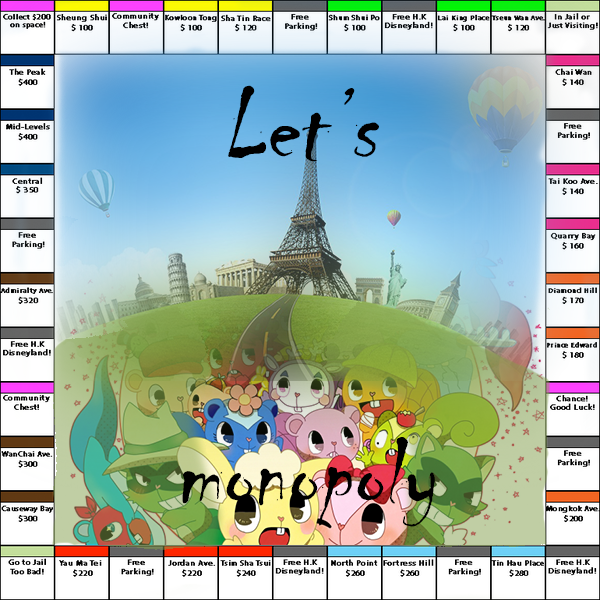 Collect $200
on space!
Sheung Shui
$ 100
Community
Chest!
Kowloon Tong
$ 100
Sha Tin Race
$ 120
Free
Parking!
Shum Shui Po
$ 100
Free H.K
Disneyland!
Lai King Place
$ 100
Tseun Wan Ave.
$ 120
In Jail or
Just Visiting!
The Peak
$400
Chai Wan
$ 140
Mid-Levels
$400
Free
Parking!
Central
$ 350
Tai Koo Ave.
$ 140
Free
Parking!
Quarry Bay
$ 160
Admiralty Ave.
$320
Diamond Hill
$ 170
Free H.K
Disneyland!
Prince Edward
$ 180
Community
Chest!
Chance!
Good Luck!
WanChai Ave.
$300
Free
Parking!
Causeway Bay
$300
Mongkok Ave.
$200
Let's
monopoly
Go to Jail
Too Bad!
Yau Ma Tei
$220
Free
Parking!
Jordan Ave.
$220
Tsim Sha Tsui
$240
Free H.K
Disneyland!
North Point
$260
Fortress Hill
$260
Free
Parking!
Tin Hau Place
$280
Free H.K
Disneyland!